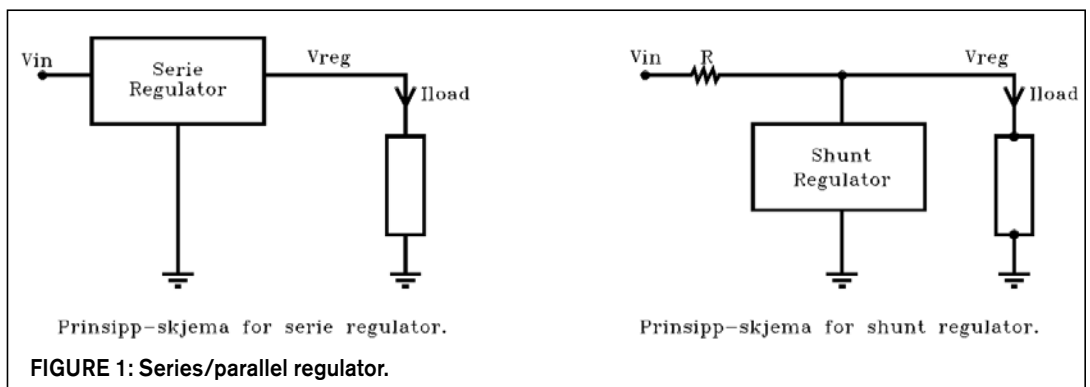 Vin
Serie
Regulator
Vreg
Iload
Prinsipp-skjema for serie regulator.
Vin
R
Vreg
Iload
Shunt
Regulator
Prinsipp-skjema for shunt regulator.
FIGURE 1: Series/parallel regulator.